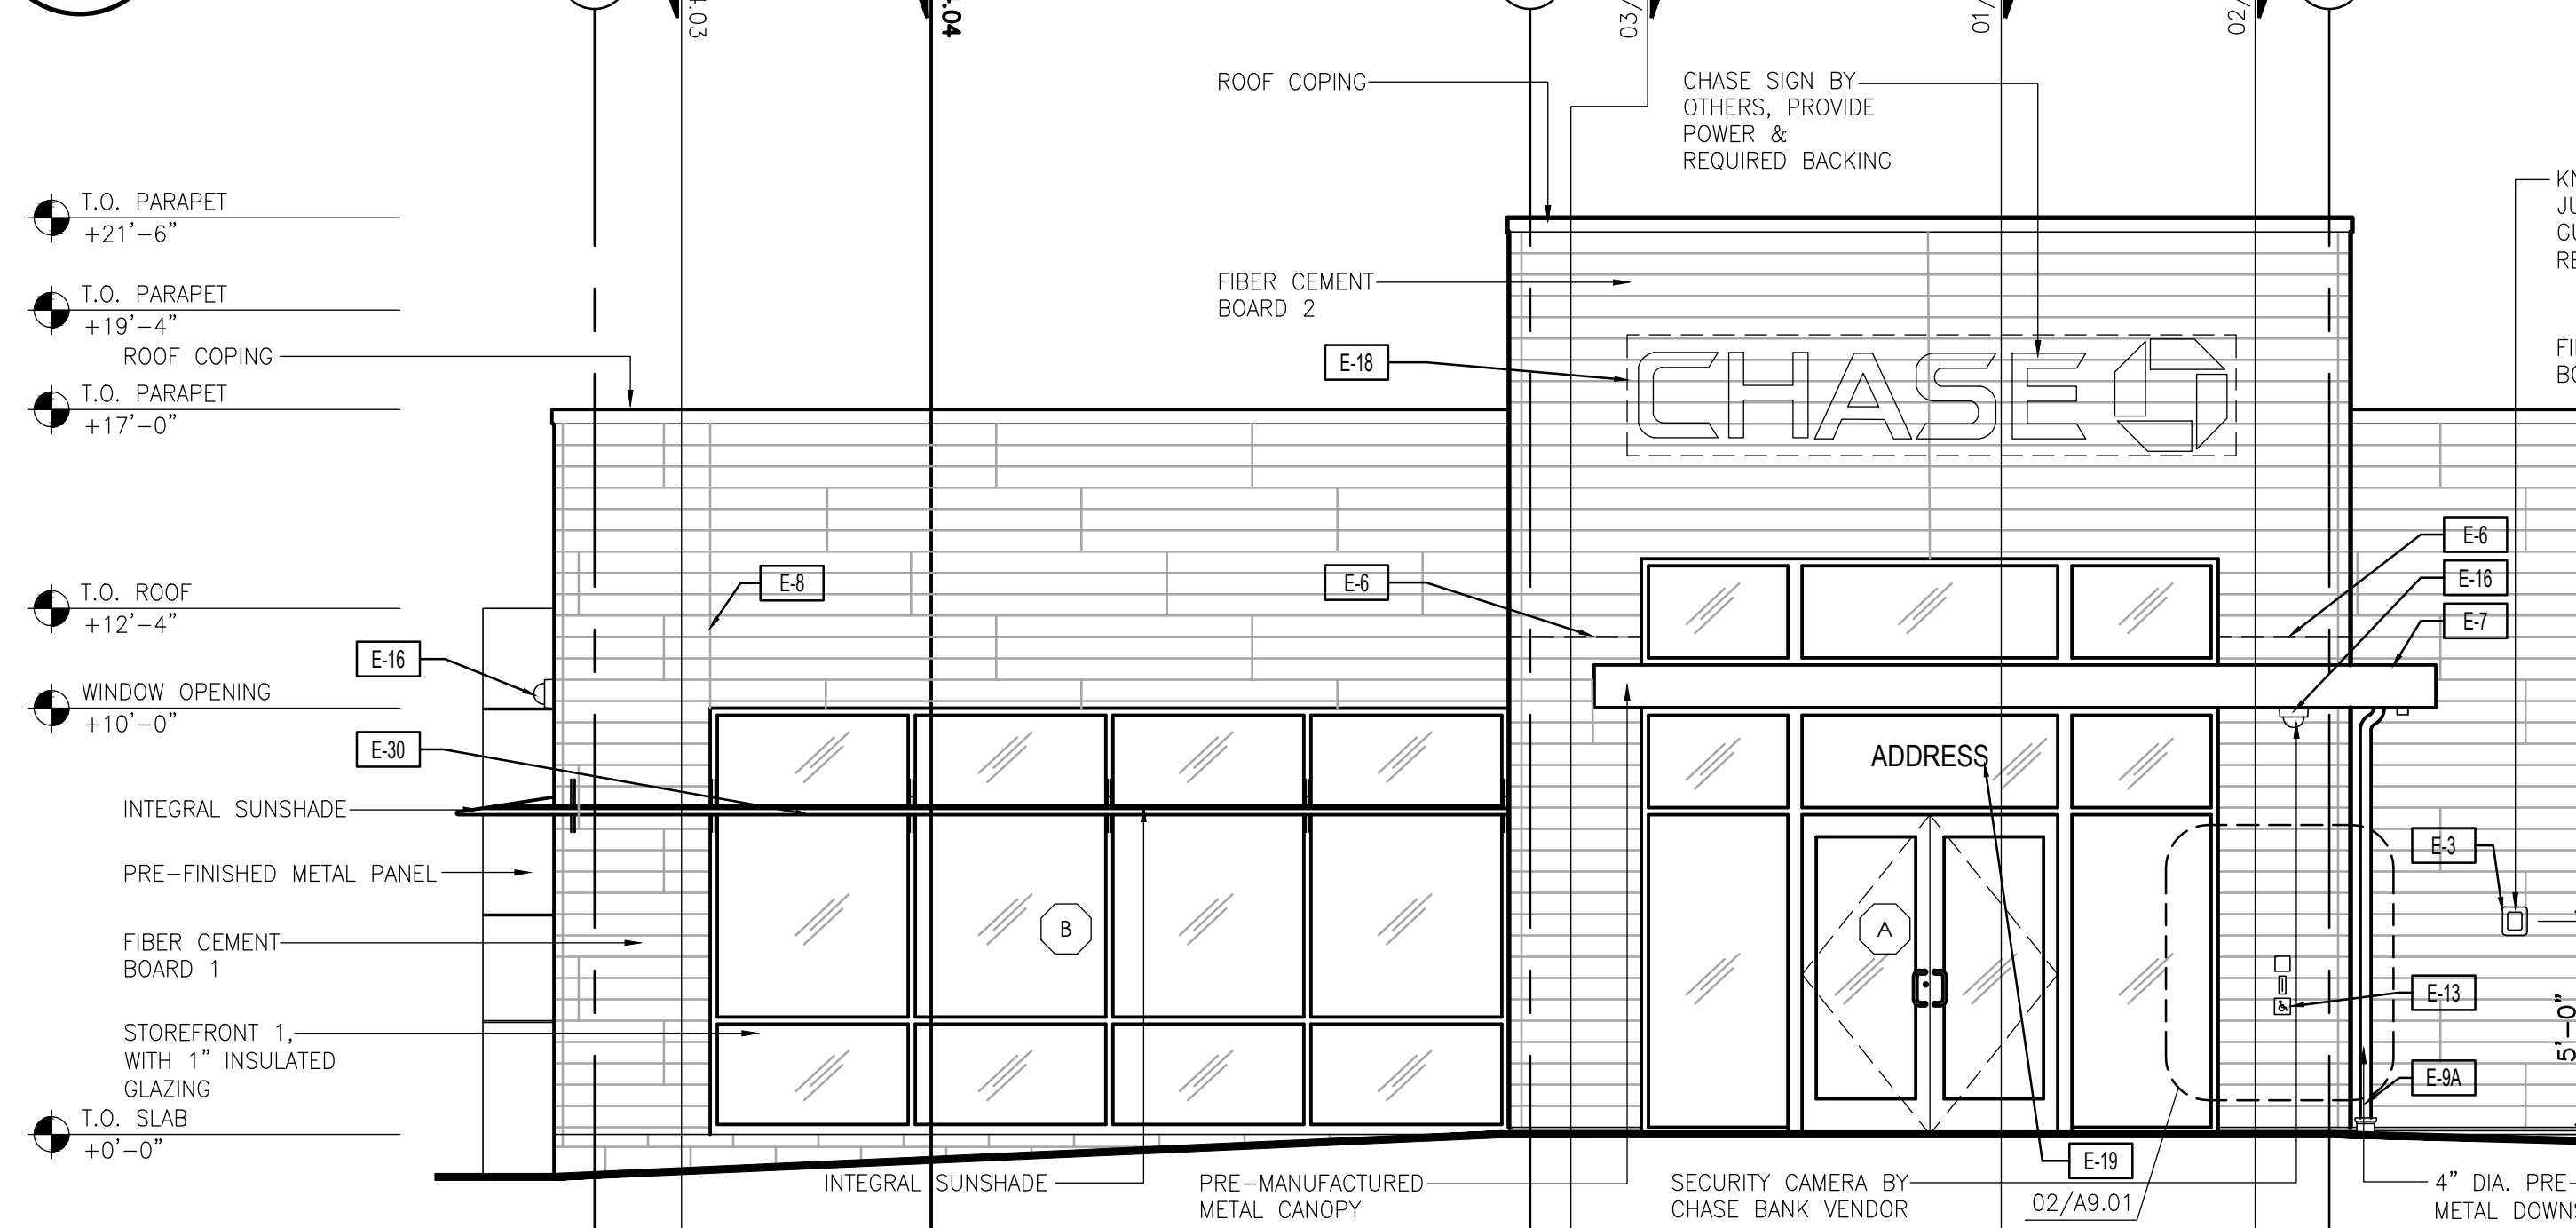 .03
.04
03/
01/
02/
ROOF COPING
CHASE SIGN BY
OTHERS, PROVIDE
POWER &
REQUIRED BACKING
T.O. PARAPET
+21'-6"
T.O. PARAPET
+19'-4"
ROOF COPING
T.O. PARAPET
+17'-0"
FIBER CEMENT
BOARD 2
E-18
CHASE
E-8
E-6
E-6
E-16
E-7
T.O. ROOF
+12'-4"
E-16
WINDOW OPENING
+10'-0"
E-30
ADDRESS
INTEGRAL SUNSHADE
E-3
PRE-FINISHED METAL PANEL
B
A
FIBER CEMENT
BOARD 1
E-13
STOREFRONT 1,
WITH 1" INSULATED
GLAZING
5'-0"
E-9A
T.O. SLAB
+0'-0"
E-19
INTEGRAL SUNSHADE
PRE-MANUFACTURED
METAL CANOPY
SECURITY CAMERA BY
CHASE BANK VENDOR
02/A9.01
4" DIA. PRE-
METAL